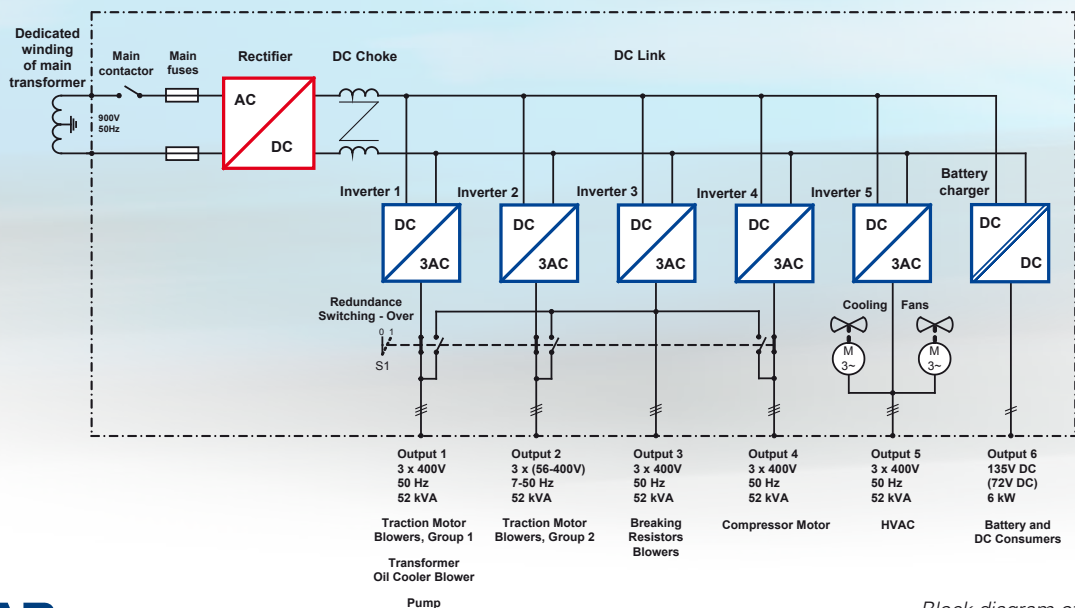 Dedicated
winding
of main
transformer
Main
contactor
Main
fuses
Rectifier
DC Choke
DC Link
900V
50Hz
AC
DC
Inverter 1
Inverter 2
Inverter 3
Inverter 4
Inverter 5
Battery
charger
DC
3AC
DC
3AC
DC
3AC
DC
3AC
DC
3AC
DC
DC
Redundance
Switching - Over
0 1
S1
Cooling Fans
M
3~
M
3~
Output 1
3 x 400V
50 Hz
52 kVA
Traction Motor
Blowers, Group 1
Transformer
Oil Cooler Blower
Pump
Output 2
3 x (56-400V)
7-50 Hz
52 kVA
Traction Motor
Blowers, Group 2
Output 3
3 x 400V
50 Hz
52 kVA
Breaking
Resistors
Blowers
Output 4
3 x 400V
50 Hz
52 kVA
Compressor Motor
Output 5
3 x 400V
50 Hz
52 kVA
HVAC
Output 6
135V DC
(72V DC)
6 kW
Battery and
DC Consumers
Block diagram